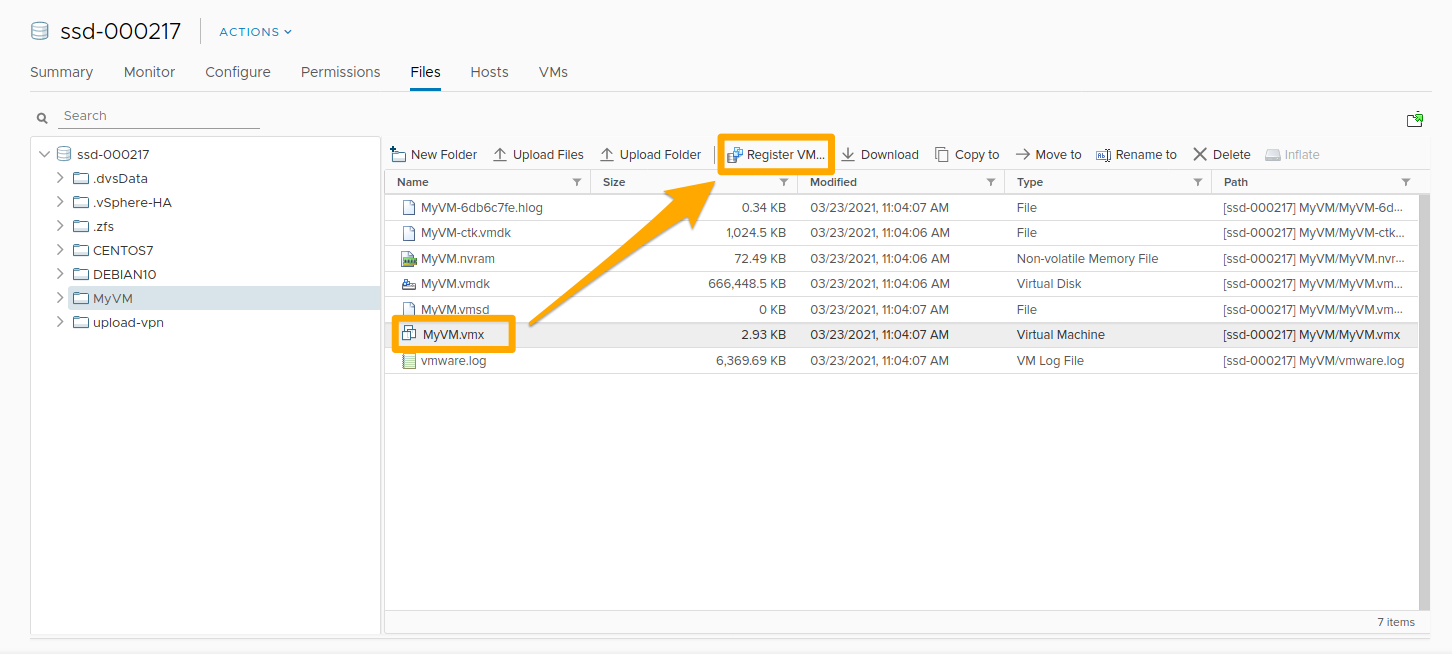 ssd-000217 ACTIONS
Summary Monitor Configure Permissions Files Hosts VMs
Search
ssd-000217
.dvsData
.vSphere-HA
.zfs
CENTOS7
DEBIAN10
MyVM
upload-vpn
New Folder Upload Files Upload Folder Register VM... Download Copy to Move to Rename to Delete Inflate
Name Size Modified Type Path
MyVM-6db6c7fe.hlog 0.34 KB 03/23/2021, 11:04:07 AM File [ssd-000217] MyVM/MyVM-6d...
MyVM-ctk.vmdk 1,024.5 KB 03/23/2021, 11:04:06 AM File [ssd-000217] MyVM/MyVM-ctk...
MyVM.nvram 72.49 KB 03/23/2021, 11:04:06 AM Non-volatile Memory File [ssd-000217] MyVM/MyVM.nvr...
MyVM.vmdk 666,448.5 KB 03/23/2021, 11:04:06 AM Virtual Disk [ssd-000217] MyVM/MyVM.vm...
MyVM.vmsd 0 KB 03/23/2021, 11:04:07 AM File [ssd-000217] MyVM/MyVM.vm...
MyVM.vmx 2.93 KB 03/23/2021, 11:04:07 AM Virtual Machine [ssd-000217] MyVM/MyVM.vmx
vmware.log 6,369.69 KB 03/23/2021, 11:04:07 AM VM Log File [ssd-000217] MyVM/vmware.log
7 items